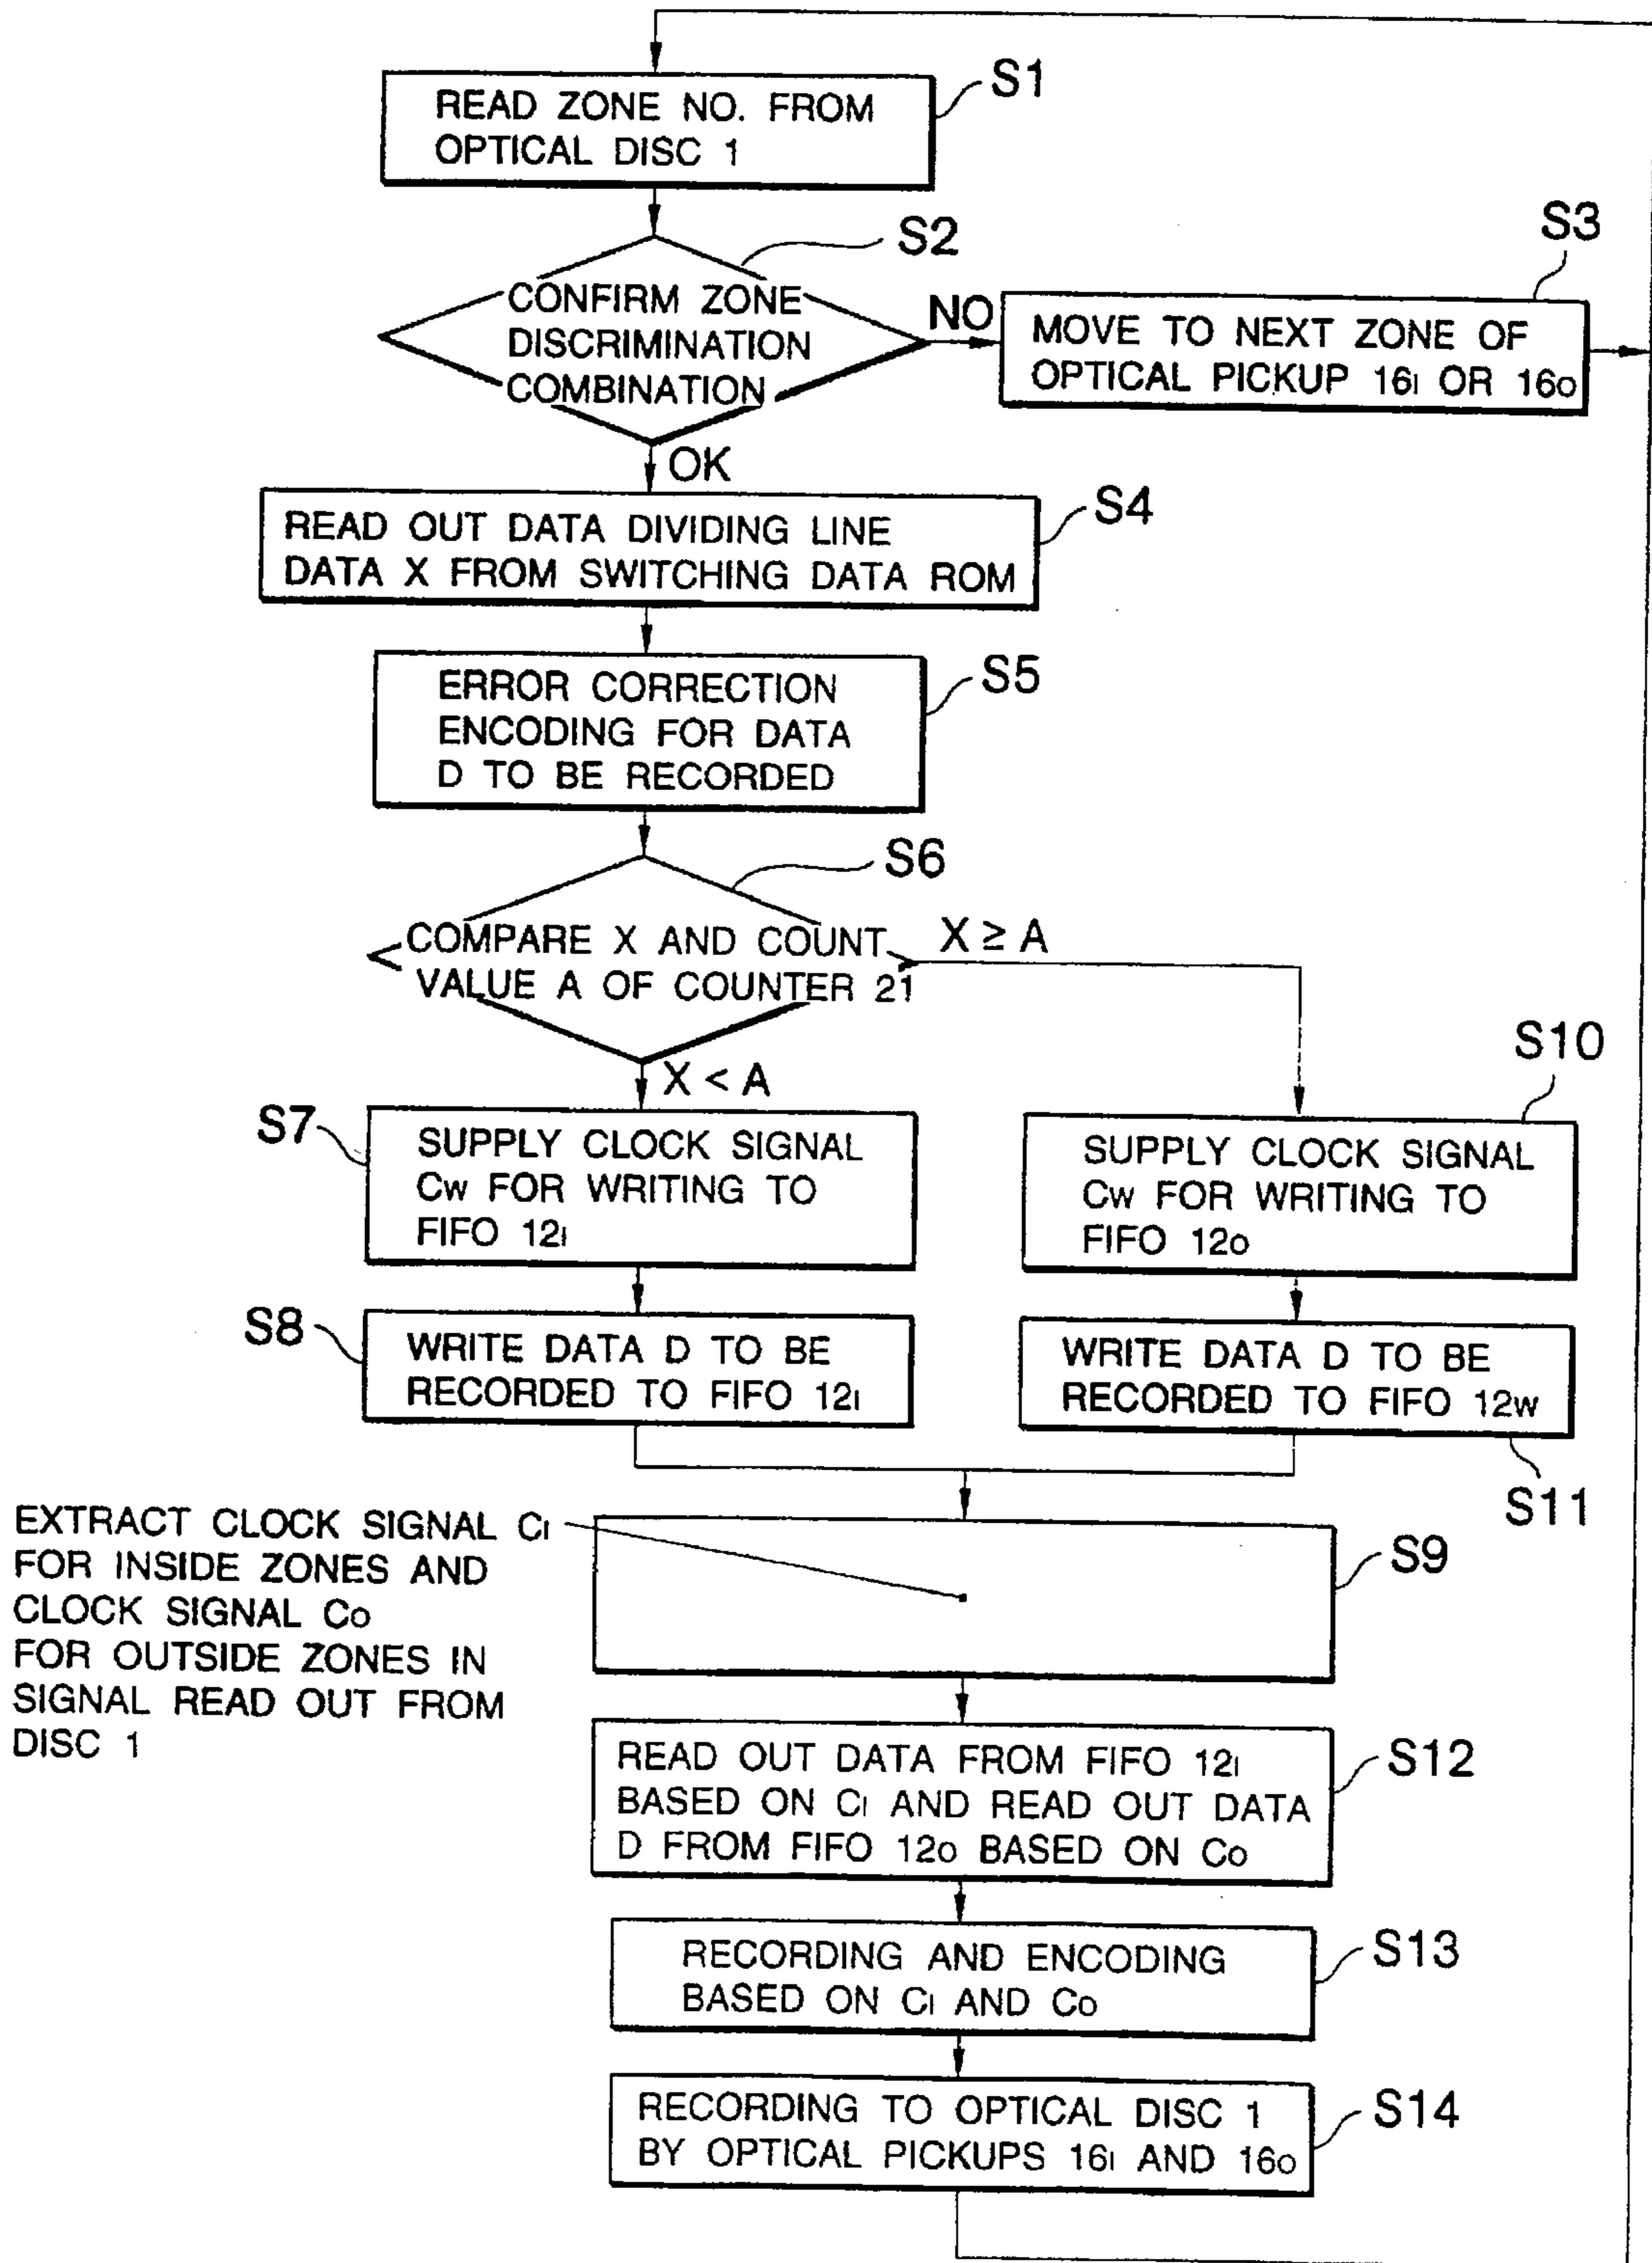 S1
READ ZONE NO. FROM
OPTICAL DISC 1
S2
CONFIRM ZONE
DISCRIMINATION
COMBINATION
NO
S3
MOVE TO NEXT ZONE OF
OPTICAL PICKUP 16I OR 16O
OK
S4
READ OUT DATA DIVIDING LINE
DATA X FROM SWITCHING DATA ROM
S5
ERROR CORRECTION
ENCODING FOR DATA
D TO BE RECORDED
S6
COMPARE X AND COUNT
VALUE A OF COUNTER 21
X ≥ A
X < A
S7
SUPPLY CLOCK SIGNAL
CW FOR WRITING TO
FIFO 12I
S10
SUPPLY CLOCK SIGNAL
CW FOR WRITING TO
FIFO 12O
S8
WRITE DATA D TO BE
RECORDED TO FIFO 12I
WRITE DATA D TO BE
RECORDED TO FIFO 12W
S11
EXTRACT CLOCK SIGNAL CI
FOR INSIDE ZONES AND
CLOCK SIGNAL CO
FOR OUTSIDE ZONES IN
SIGNAL READ OUT FROM
DISC 1
S9
READ OUT DATA FROM FIFO 12I
BASED ON CI AND READ OUT DATA
D FROM FIFO 12O BASED ON CO
S12
RECORDING AND ENCODING
BASED ON CI AND CO
S13
RECORDING TO OPTICAL DISC 1
BY OPTICAL PICKUPS 16I AND 16O
S14